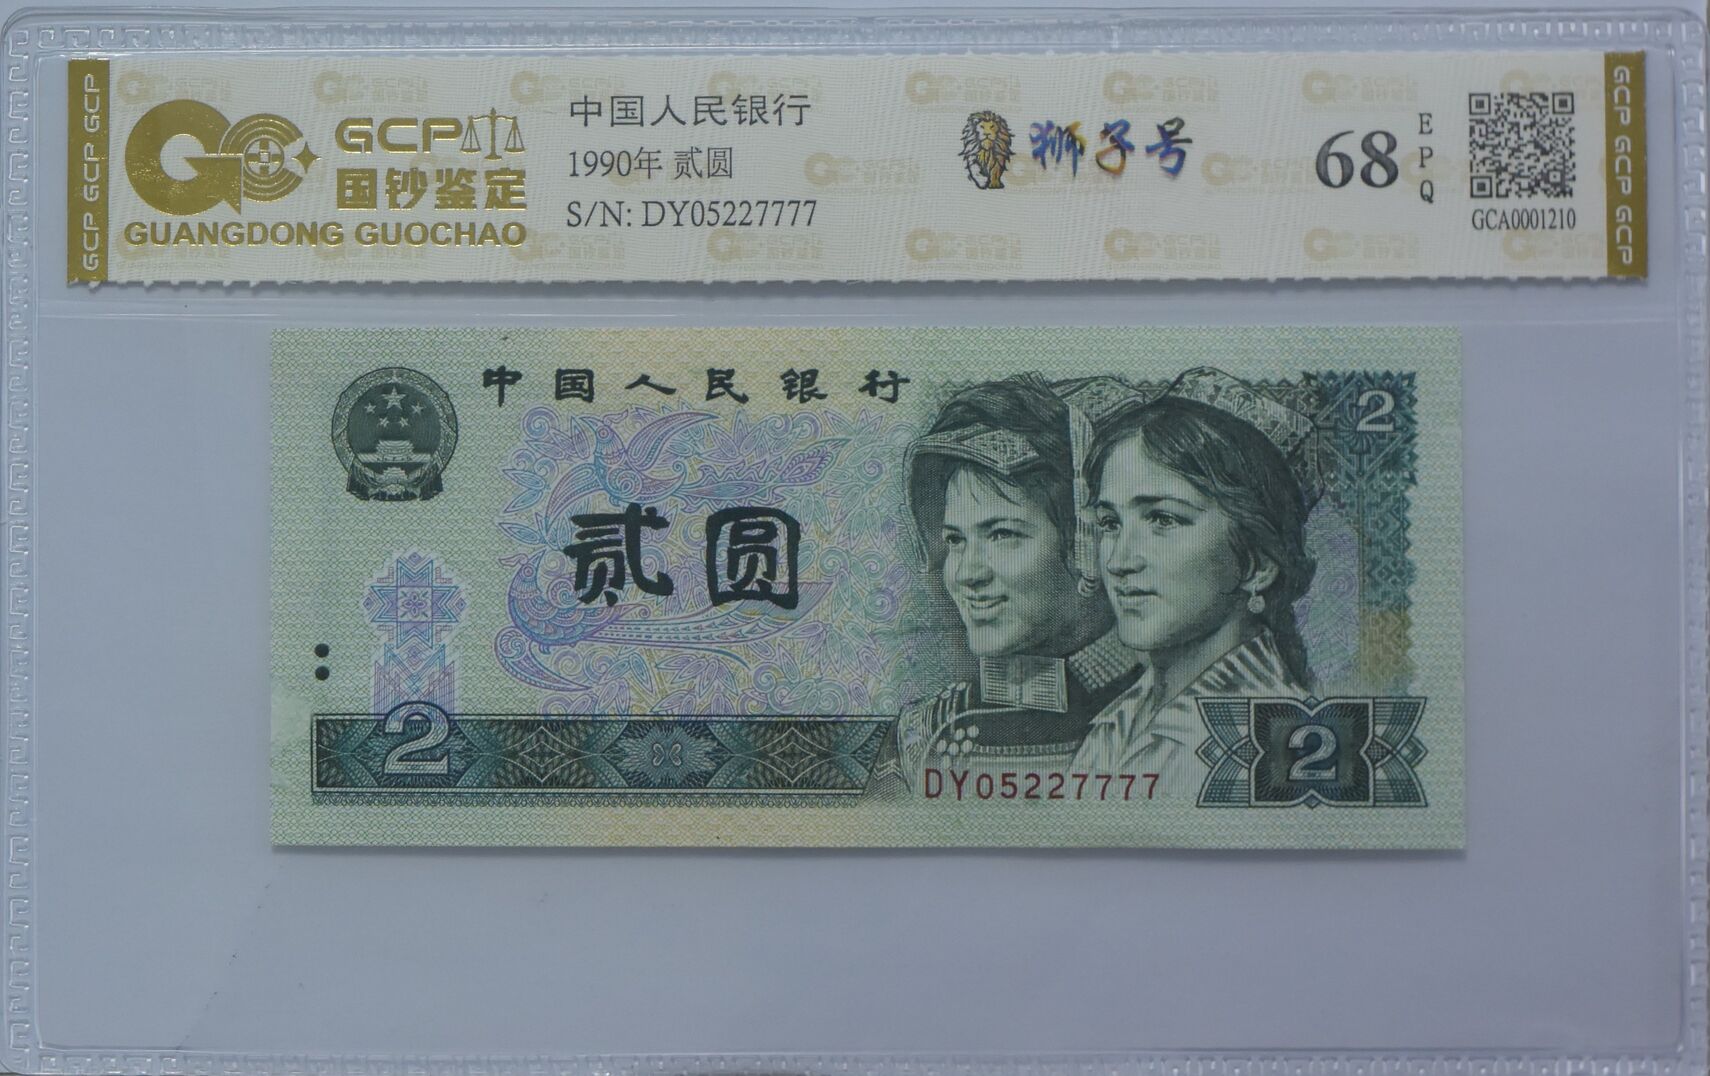 GCP GCP GCP
GCP
国钞鉴定
GUANGDONG GUOCHAO
中国人民银行
1990年 贰圆
S/N: DY05227777
狮子号
68
EPQ
GCA0001210
GCP GCP GCP
中国人民银行
2
贰圆
2
DY05227777
2